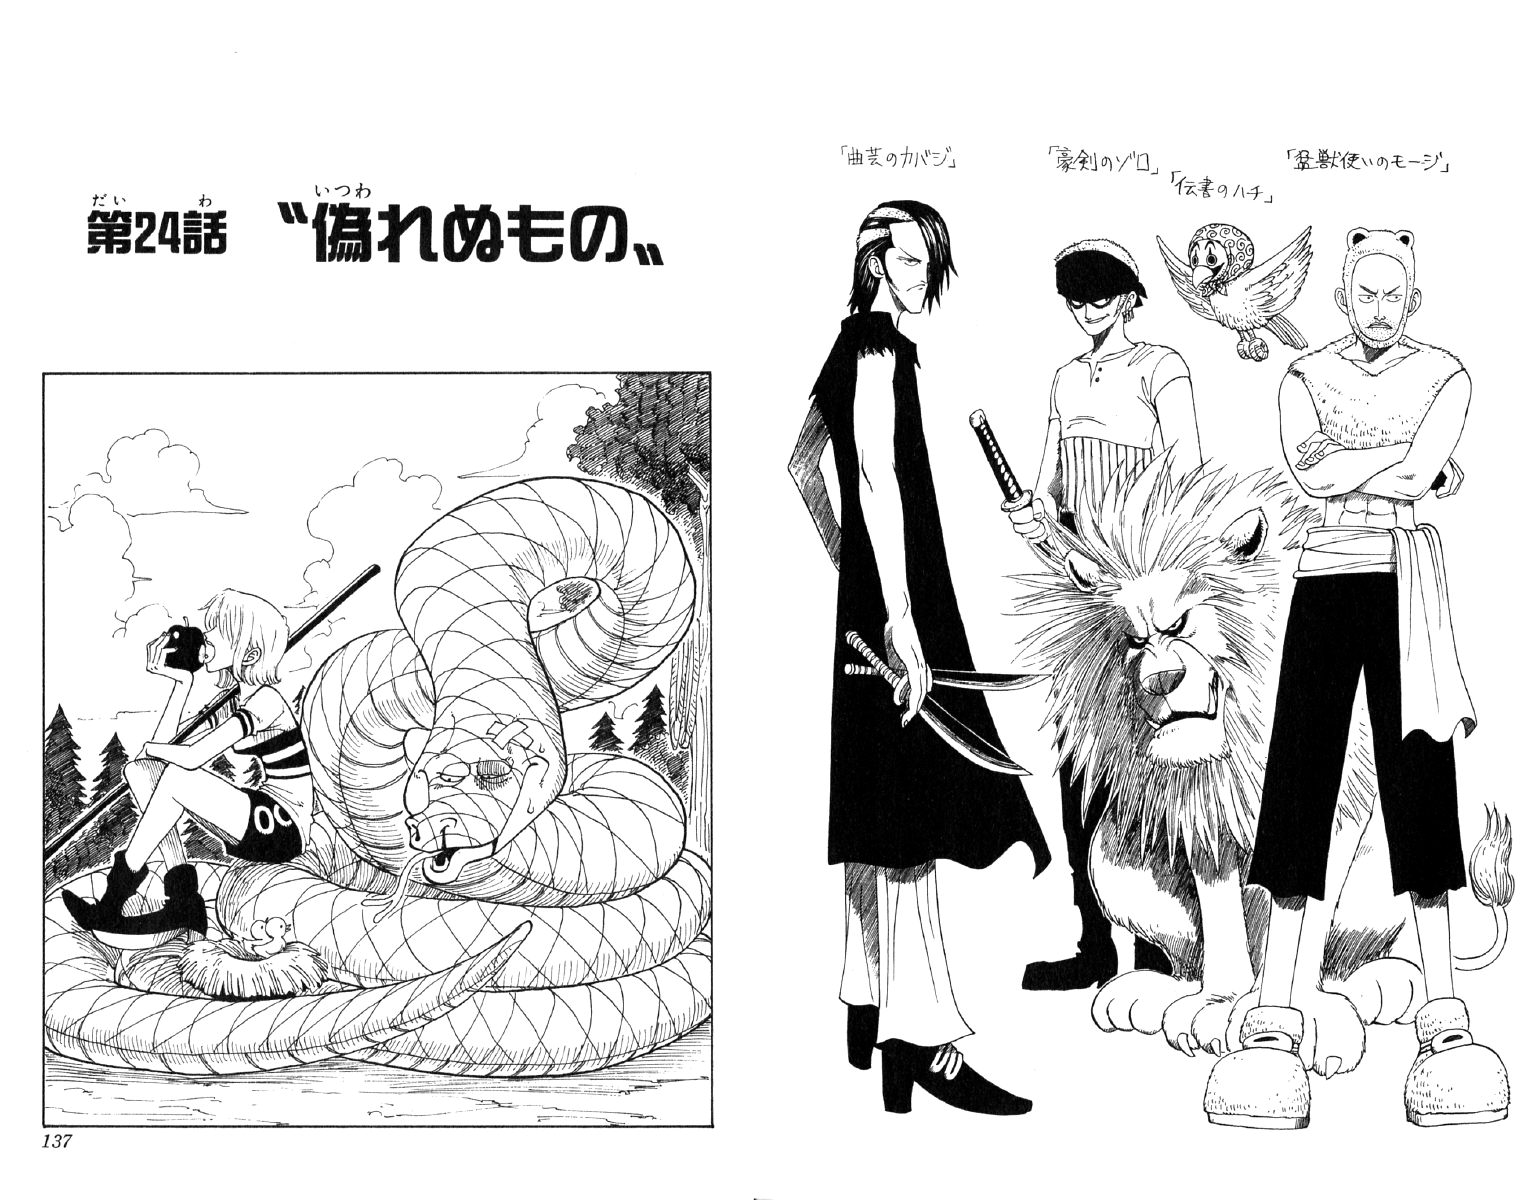 「猛獣使いのモージ」
「伝書のハチ」
「豪剣のゾロ」
「曲芸のカバジ」
第24話 〝偽れぬもの〟
だい わ いつわ
OC
137